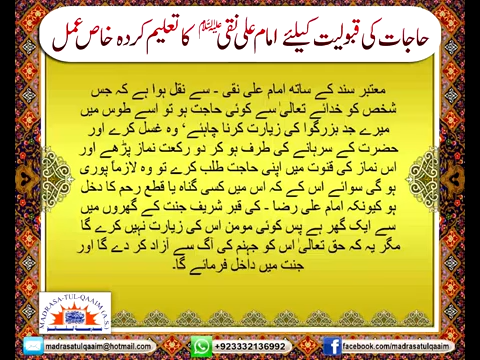 حاجات کی قبولیت کیلئے امام علی نقی علیہ السلام کا تعلیم کردہ خاص عمل
معتبر سند کے ساتھ امام علی نقی - سے نقل ہوا ہے کہ جس
شخص کو خدائے تعالیٰ سے کوئی حاجت ہو تو اسے طوس میں
میرے جد بزرگوا کی زیارت کرنا چاہئے، وہ غسل کرے اور
حضرت کے سرہانے کی طرف ہو کر دو رکعت نماز پڑھے اور
اس نماز کی قنوت میں اپنی حاجت طلب کرے تو وہ لازماً پوری
ہو گی سوائے اس کے کہ اس میں کسی گناہ یا قطع رحم کا دخل
ہو کیونکہ امام علی رضا - کی قبر شریف جنت کے گھروں میں
سے ایک گھر ہے پس کوئی مومن اس کی زیارت نہیں کرے گا
مگر یہ کہ حق تعالیٰ اس کو جہنم کی آگ سے آزاد کر دے گا اور
جنت میں داخل فرمائے گا۔
MADRASA-TUL-QAAIM(A.S)
madrasatulqaaim@hotmail.com
+923332136992
facebook.com/madrasatulqaaim